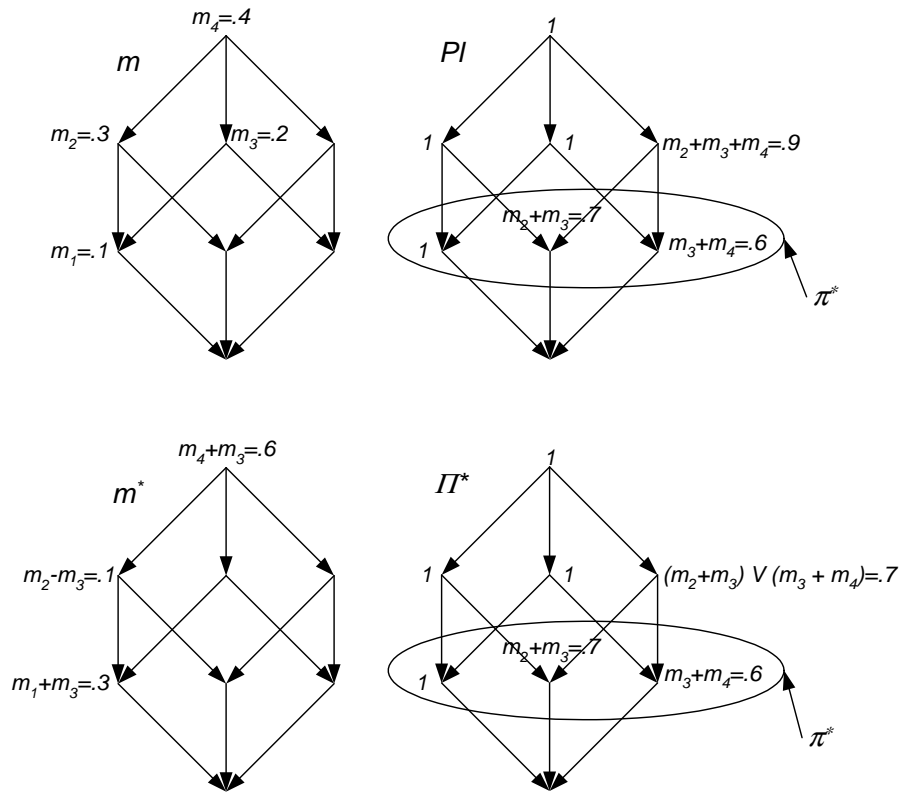 m₄=.4
1
m
Pl
m₂=.3
m₃=.2
1
1
m₂+m₃+m₄=.9
m₂+m₃=.7
m₁=.1
1
m₃+m₄=.6
π*
m₄+m₃=.6
1
m*
Π*
m₂-m₃=.1
1
1
(m₂+m₃) V (m₃ + m₄)=.7
m₂+m₃=.7
m₁+m₃=.3
1
m₃+m₄=.6
π*